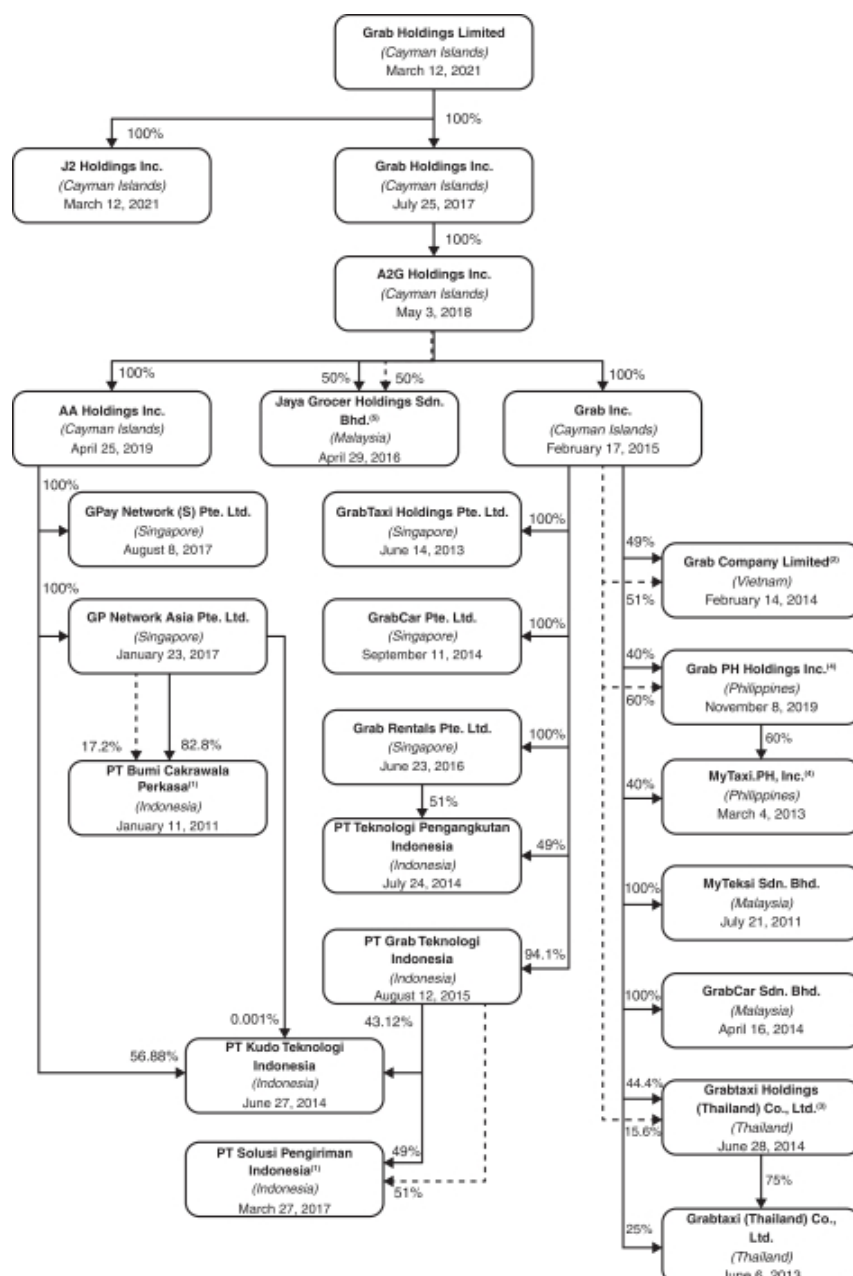 Grab Holdings Limited
(Cayman Islands)
March 12, 2021
100%
100%
J2 Holdings Inc.
(Cayman Islands)
March 12, 2021
Grab Holdings Inc.
(Cayman Islands)
July 25, 2017
100%
A2G Holdings Inc.
(Cayman Islands)
May 3, 2018
100%
50%
50%
100%
AA Holdings Inc.
(Cayman Islands)
April 25, 2019
Jaya Grocer Holdings Sdn.
Bhd.(5)
(Malaysia)
April 29, 2016
Grab Inc.
(Cayman Islands)
February 17, 2015
100%
GPay Network (S) Pte. Ltd.
(Singapore)
August 8, 2017
GrabTaxi Holdings Pte. Ltd.
(Singapore)
June 14, 2013
100%
49%
Grab Company Limited(2)
(Vietnam)
February 14, 2014
51%
100%
GP Network Asia Pte. Ltd.
(Singapore)
January 23, 2017
GrabCar Pte. Ltd.
(Singapore)
September 11, 2014
100%
40%
Grab PH Holdings Inc.(4)
(Philippines)
November 8, 2019
60%
17.2%
82.8%
PT Bumi Cakrawala
Perkasa(1)
(Indonesia)
January 11, 2011
Grab Rentals Pte. Ltd.
(Singapore)
June 23, 2016
100%
60%
40%
MyTaxi.PH, Inc.(4)
(Philippines)
March 4, 2013
51%
PT Teknologi Pengangkutan
Indonesia
(Indonesia)
July 24, 2014
49%
100%
MyTeksi Sdn. Bhd.
(Malaysia)
July 21, 2011
PT Grab Teknologi
Indonesia
(Indonesia)
August 12, 2015
94.1%
100%
GrabCar Sdn. Bhd.
(Malaysia)
April 16, 2014
0.001%
43.12%
56.88%
PT Kudo Teknologi
Indonesia
(Indonesia)
June 27, 2014
44.4%
15.6%
Grabtaxi Holdings
(Thailand) Co., Ltd.(3)
(Thailand)
June 28, 2014
49%
51%
PT Solusi Pengiriman
Indonesia(1)
(Indonesia)
March 27, 2017
75%
25%
Grabtaxi (Thailand) Co.,
Ltd.
(Thailand)
June 6, 2013